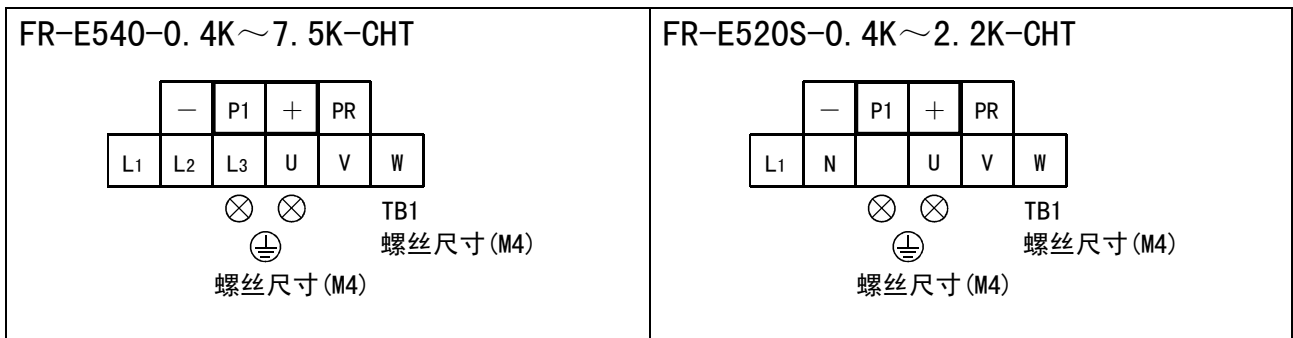 FR-E540-0.4K～7.5K-CHT
－ P1 ＋ PR
L1 L2 L3 U V W
TB1
螺丝尺寸(M4)
螺丝尺寸(M4)
FR-E520S-0.4K～2.2K-CHT
－ P1 ＋ PR
L1 N U V W
TB1
螺丝尺寸(M4)
螺丝尺寸(M4)